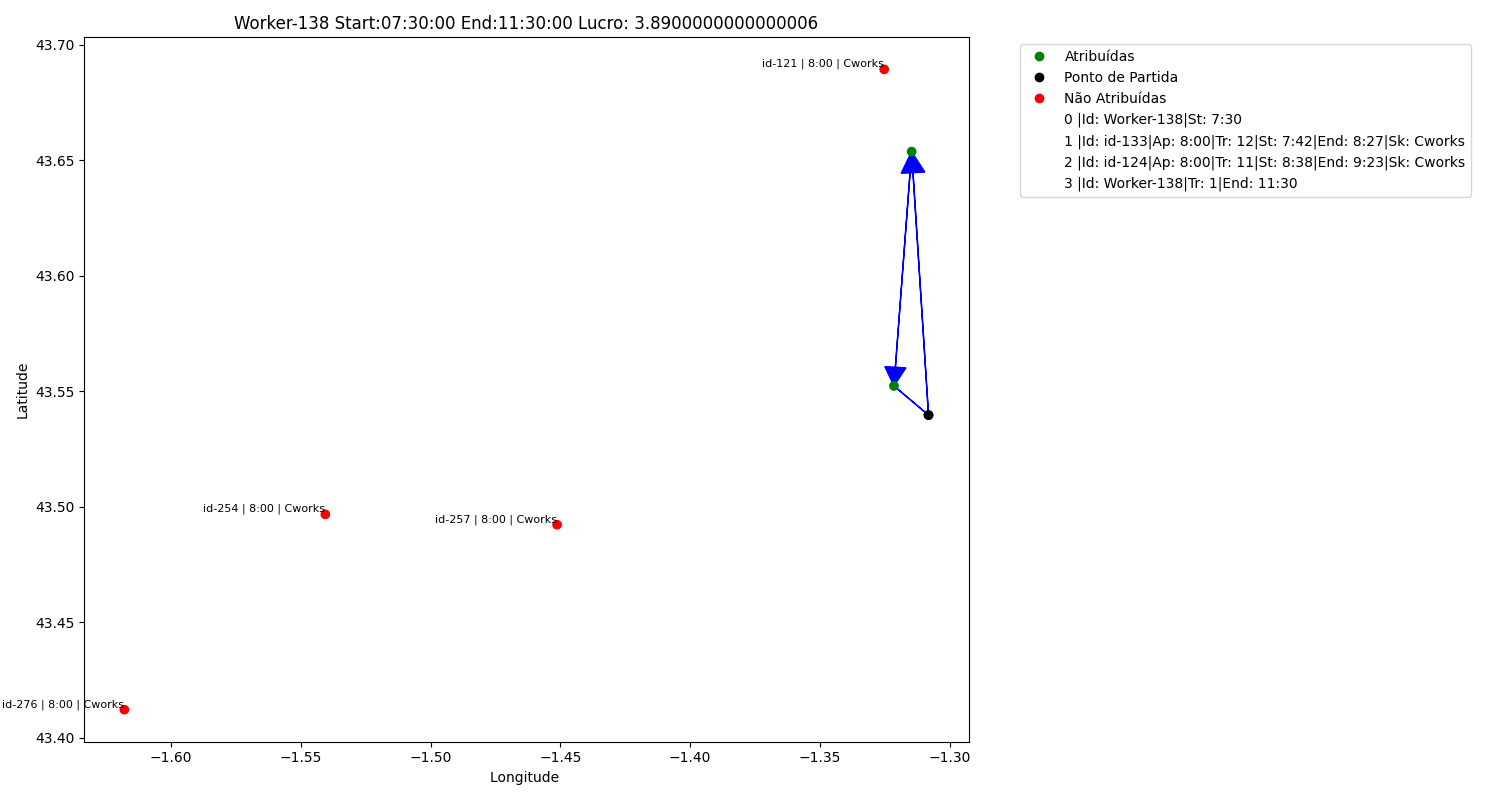 Worker-138 Start:07:30:00 End:11:30:00 Lucro: 3.8900000000000006
43.70
43.65
43.60
43.55
43.50
43.45
43.40
Latitude
id-121 | 8:00 | Cworks
id-254 | 8:00 | Cworks
id-257 | 8:00 | Cworks
id-276 | 8:00 | Cworks
−1.60
−1.55
−1.50
−1.45
−1.40
−1.35
−1.30
Longitude
Atribuídas
Ponto de Partida
Não Atribuídas
0 |Id: Worker-138|St: 7:30
1 |Id: id-133|Ap: 8:00|Tr: 12|St: 7:42|End: 8:27|Sk: Cworks
2 |Id: id-124|Ap: 8:00|Tr: 11|St: 8:38|End: 9:23|Sk: Cworks
3 |Id: Worker-138|Tr: 1|End: 11:30